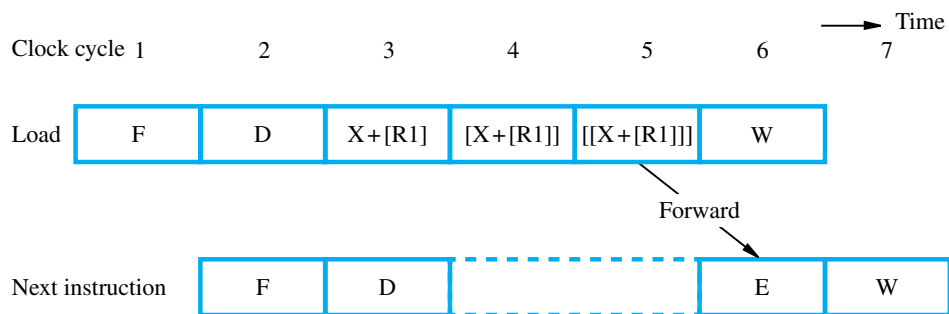 Time
Clock cycle 1 2 3 4 5 6 7
Load F D X+[R1] [X+[R1]] [[X+[R1]]] W
Forward
Next instruction F D E W